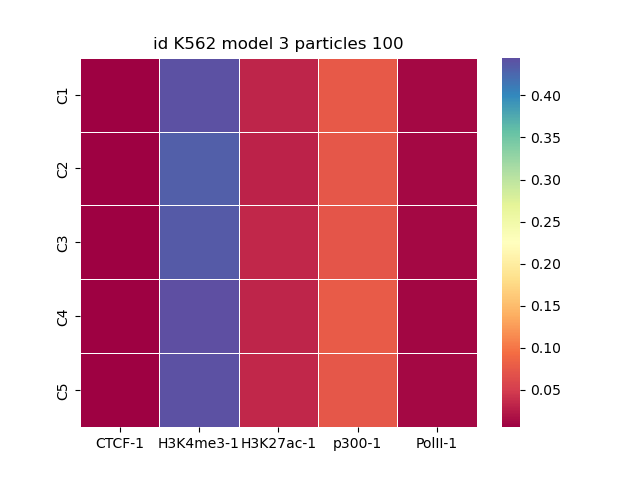 id K562 model 3 particles 100
C1
C2
C3
C4
C5
CTCF-1 H3K4me3-1 H3K27ac-1 p300-1 PolII-1
0.40
0.35
0.30
0.25
0.20
0.15
0.10
0.05